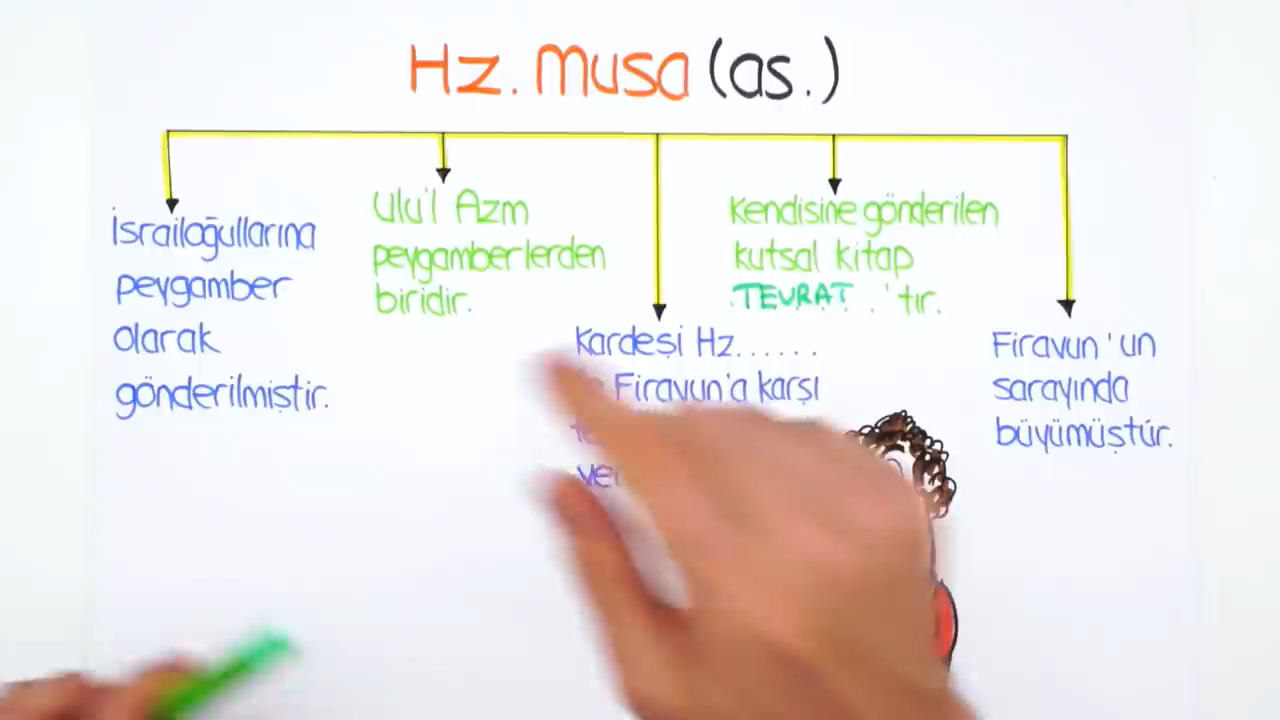 Hz. Musa (as.)
İsrailoğullarına
peygamber
olarak
gönderilmiştir.
Ulu'l Azm
peygamberlerden
biridir.
Kardeşi Hz......
Firavun'a karşı
Kendisine gönderilen
kutsal kitap
.TEVRAT..'tır.
Firavun'un
sarayında
büyümüştür.